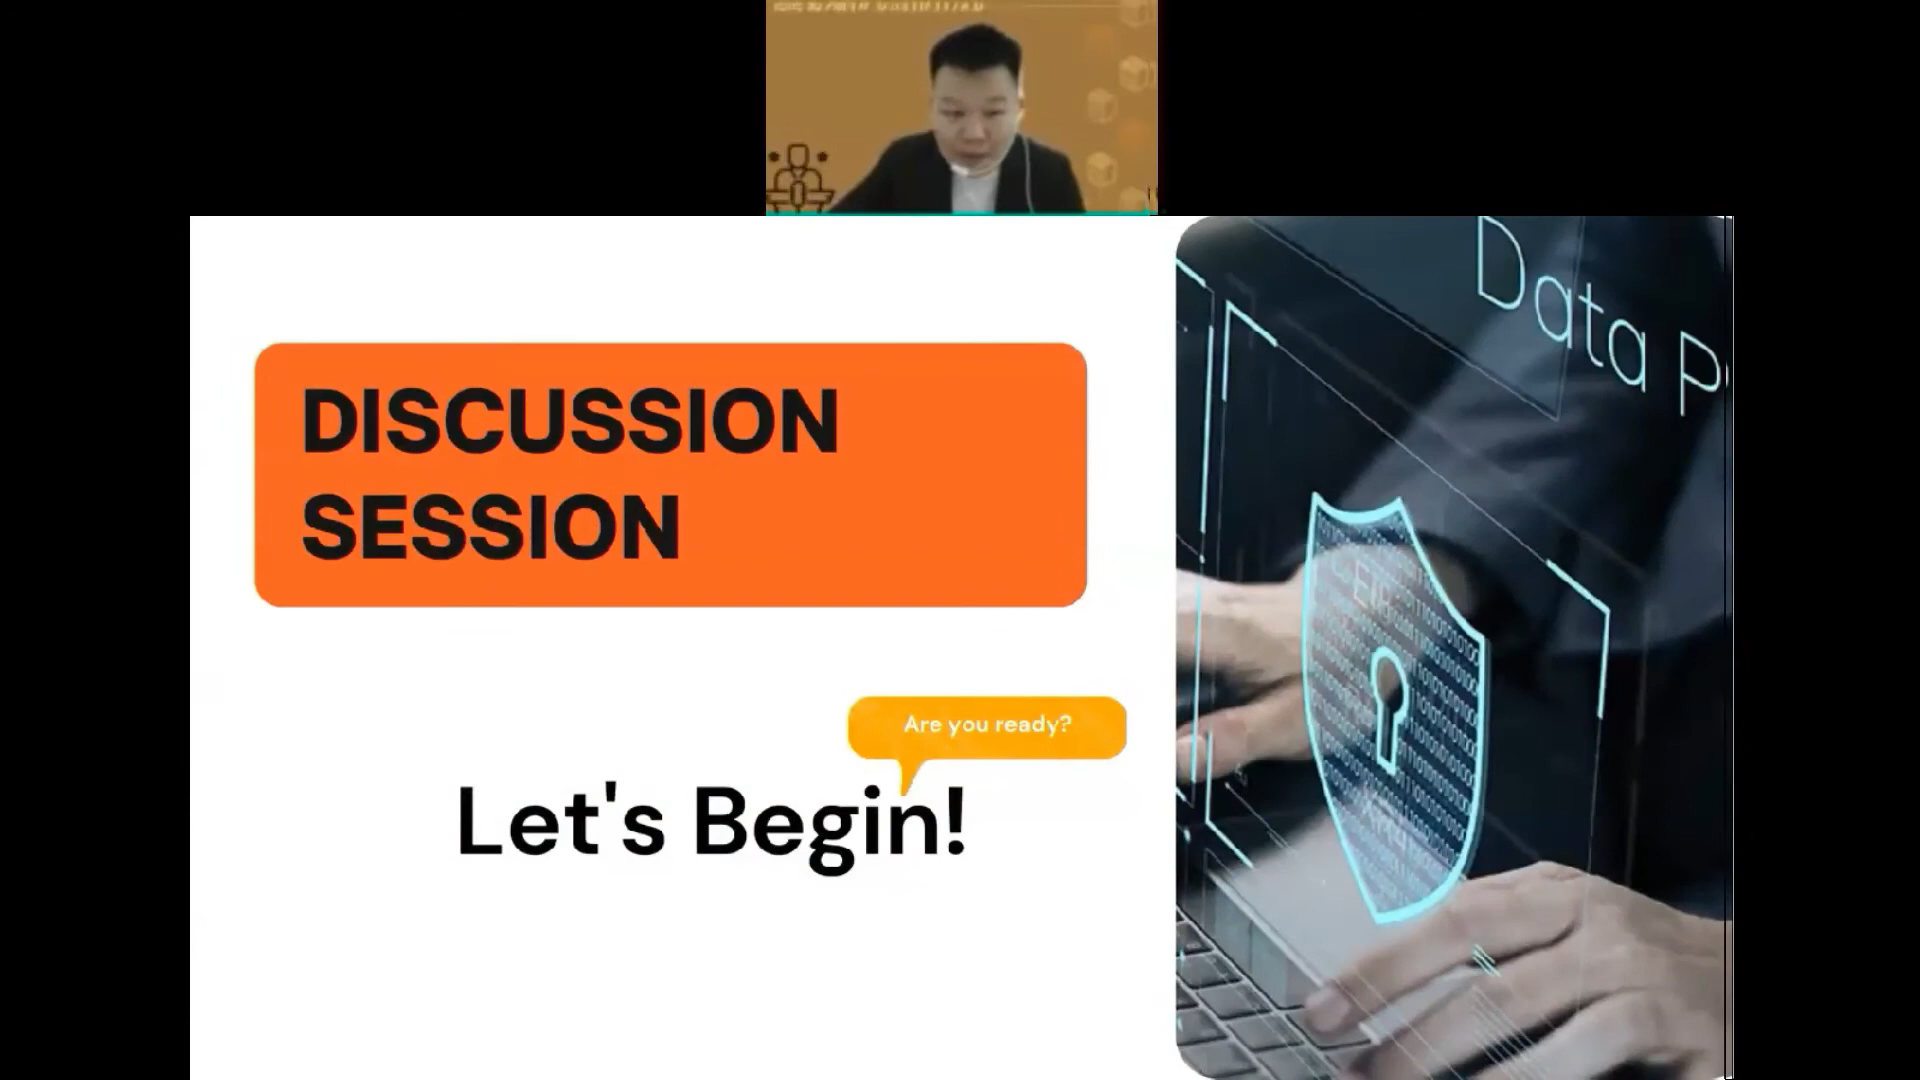 DISCUSSION
SESSION
Are you ready?
Let's Begin!
Data P